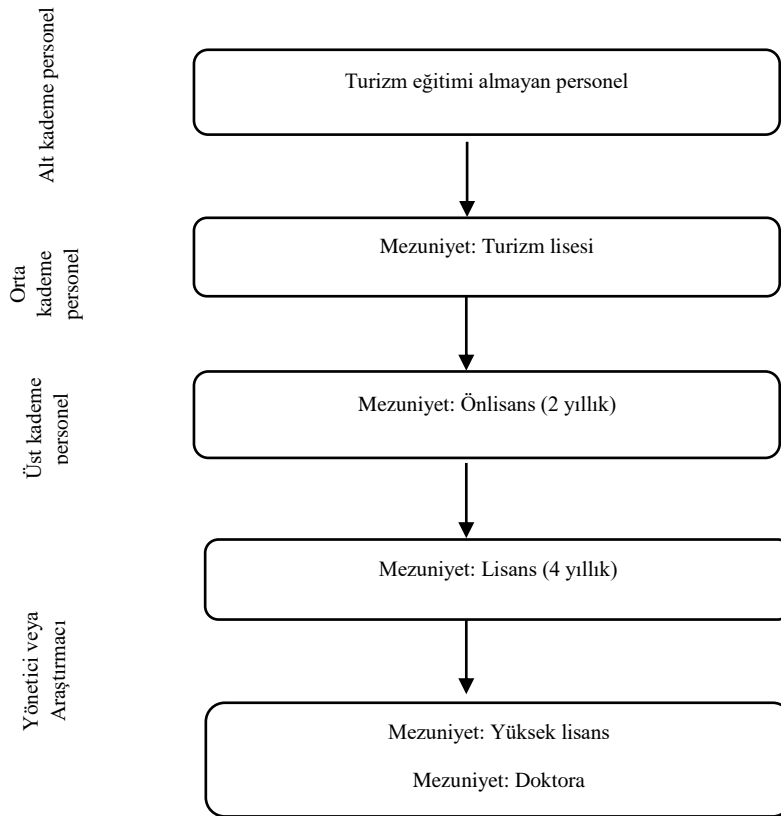 Alt kademe personel
Turizm eğitimi almayan personel
Orta
kademe
personel
Mezuniyet: Turizm lisesi
Üst kademe
personel
Mezuniyet: Önlisans (2 yıllık)
Mezuniyet: Lisans (4 yıllık)
Yönetici veya
Araştırmacı
Mezuniyet: Yüksek lisans
Mezuniyet: Doktora